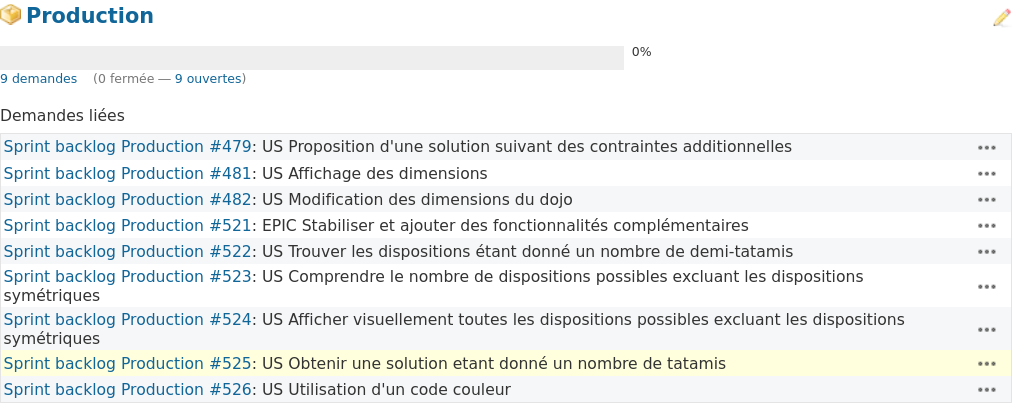 Production
0%
9 demandes (0 fermée — 9 ouvertes)
Demandes liées
Sprint backlog Production #479: US Proposition d'une solution suivant des contraintes additionnelles
Sprint backlog Production #481: US Affichage des dimensions
Sprint backlog Production #482: US Modification des dimensions du dojo
Sprint backlog Production #521: EPIC Stabiliser et ajouter des fonctionnalités complémentaires
Sprint backlog Production #522: US Trouver les dispositions étant donné un nombre de demi-tatamis
Sprint backlog Production #523: US Comprendre le nombre de dispositions possibles excluant les dispositions
symétriques
Sprint backlog Production #524: US Afficher visuellement toutes les dispositions possibles excluant les dispositions
symétriques
Sprint backlog Production #525: US Obtenir une solution etant donné un nombre de tatamis
Sprint backlog Production #526: US Utilisation d'un code couleur